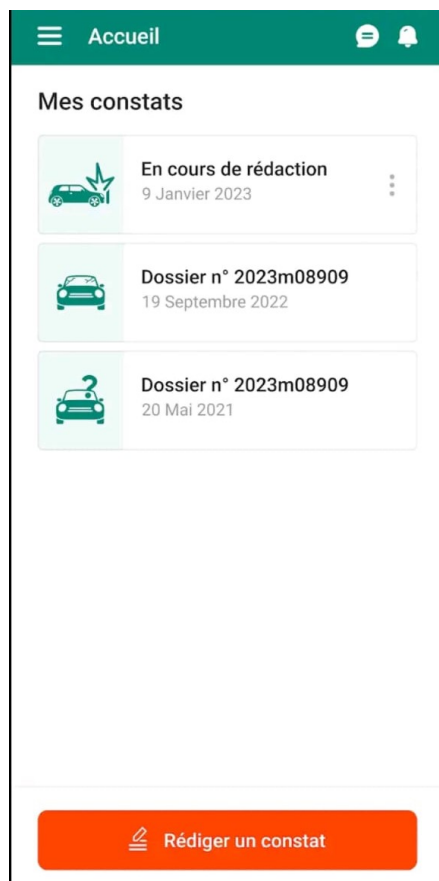 Accueil
Mes constats
En cours de rédaction
9 Janvier 2023
Dossier n° 2023m08909
19 Septembre 2022
Dossier n° 2023m08909
20 Mai 2021
Rédiger un constat